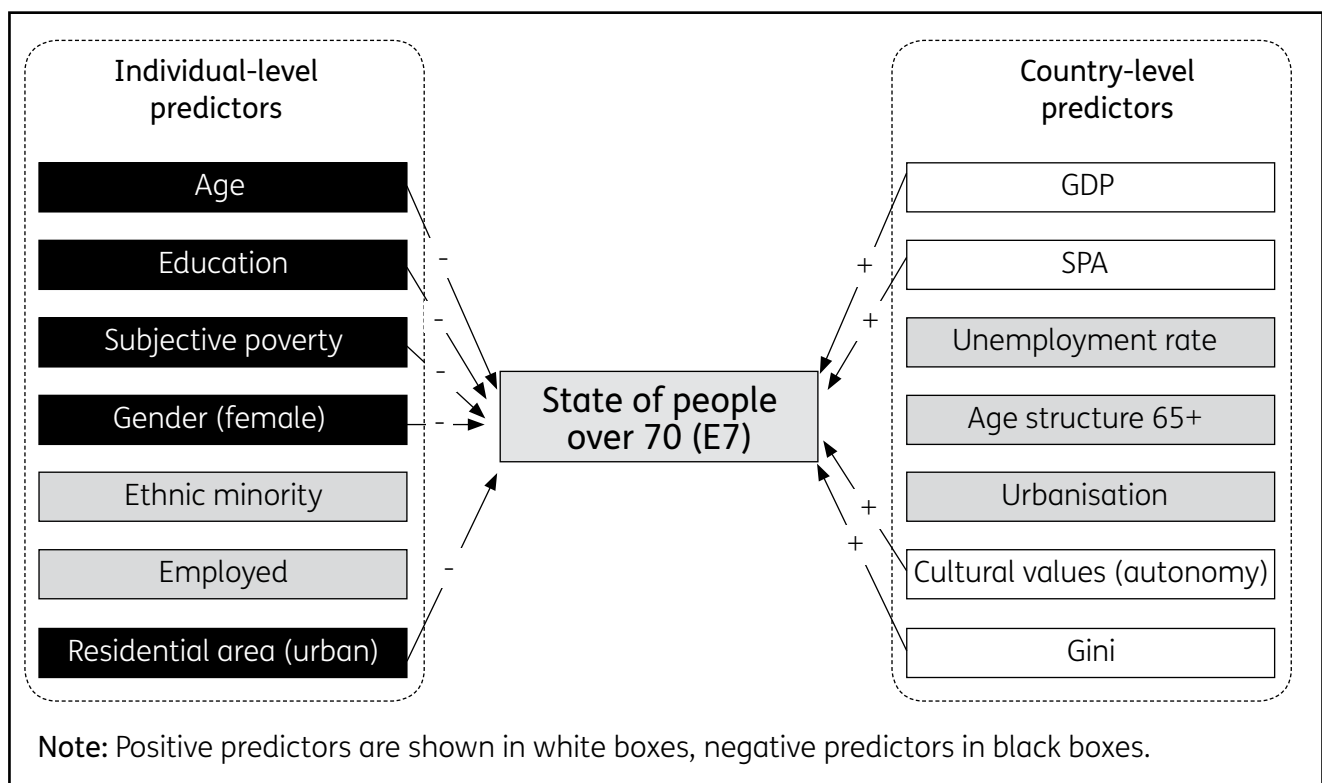 Individual-level
predictors
Age
Education
Subjective poverty
Gender (female)
Ethnic minority
Employed
Residential area (urban)
-
-
-
-
-
State of people
over 70 (E7)
+
+
+
+
Country-level
predictors
GDP
SPA
Unemployment rate
Age structure 65+
Urbanisation
Cultural values (autonomy)
Gini
Note: Positive predictors are shown in white boxes, negative predictors in black boxes.